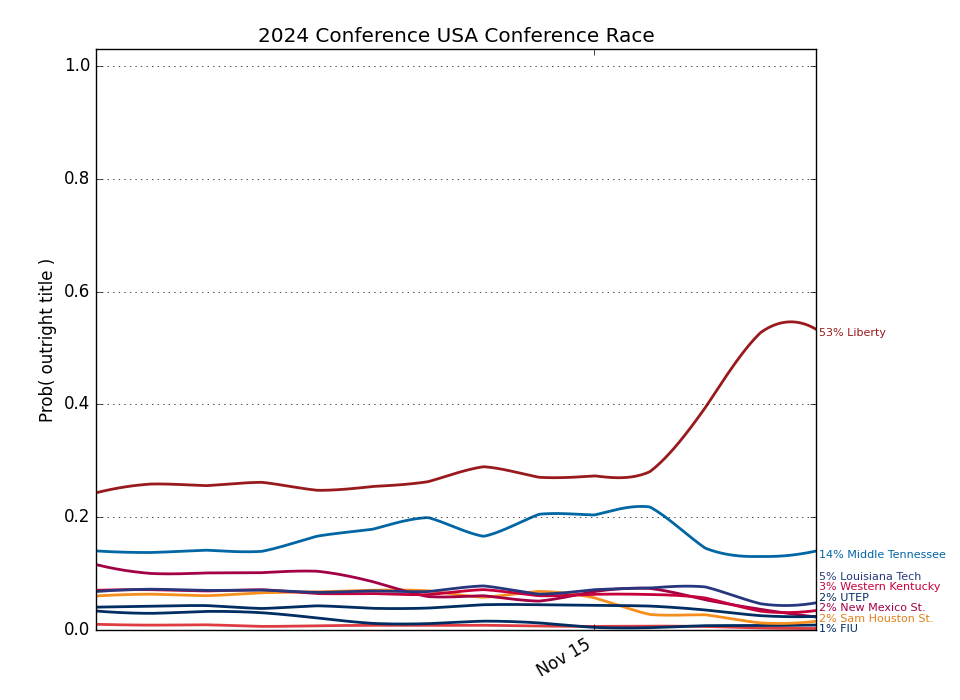 2024 Conference USA Conference Race
1.0
0.8
0.6
0.4
0.2
0.0
Prob( outright title )
Nov 15
53% Liberty
14% Middle Tennessee
5% Louisiana Tech
3% Western Kentucky
2% UTEP
2% New Mexico St.
2% Sam Houston St.
1% FIU